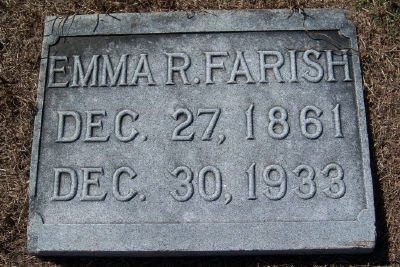 EMMA R. FARISH
DEC. 27, 1861
DEC. 30, 1933